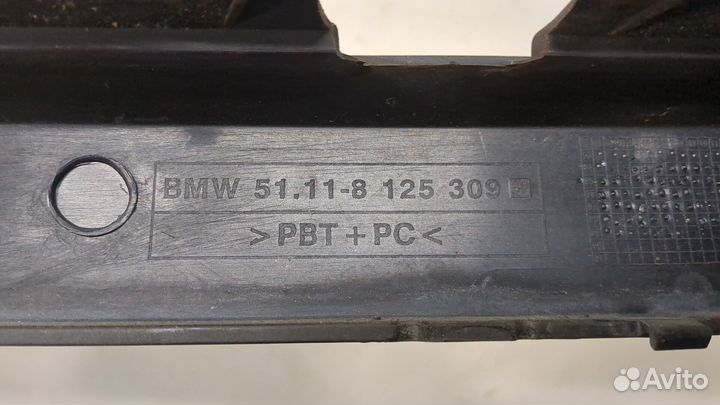 BMW 51.11-8 125 309
>PBT+PC<
Avito